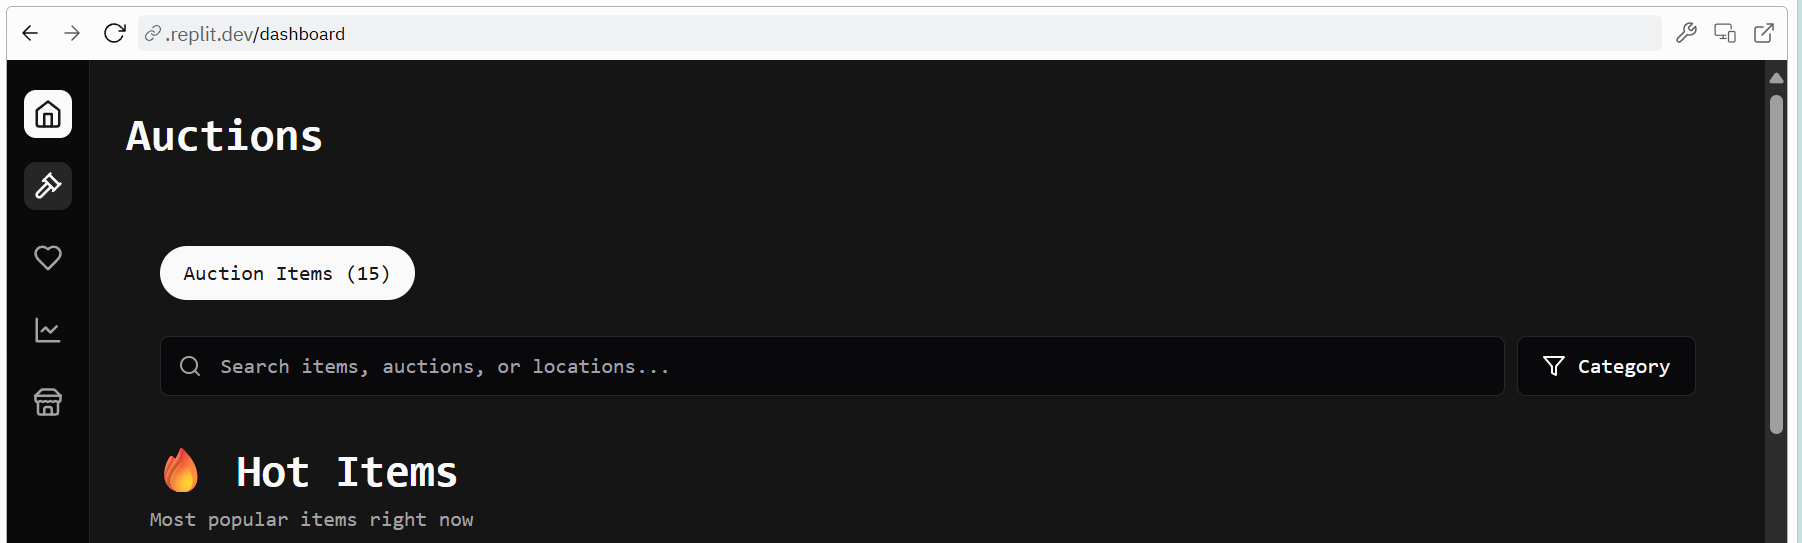 .replit.dev/dashboard
Auctions
Auction Items (15)
Search items, auctions, or locations...
Category
Hot Items
Most popular items right now